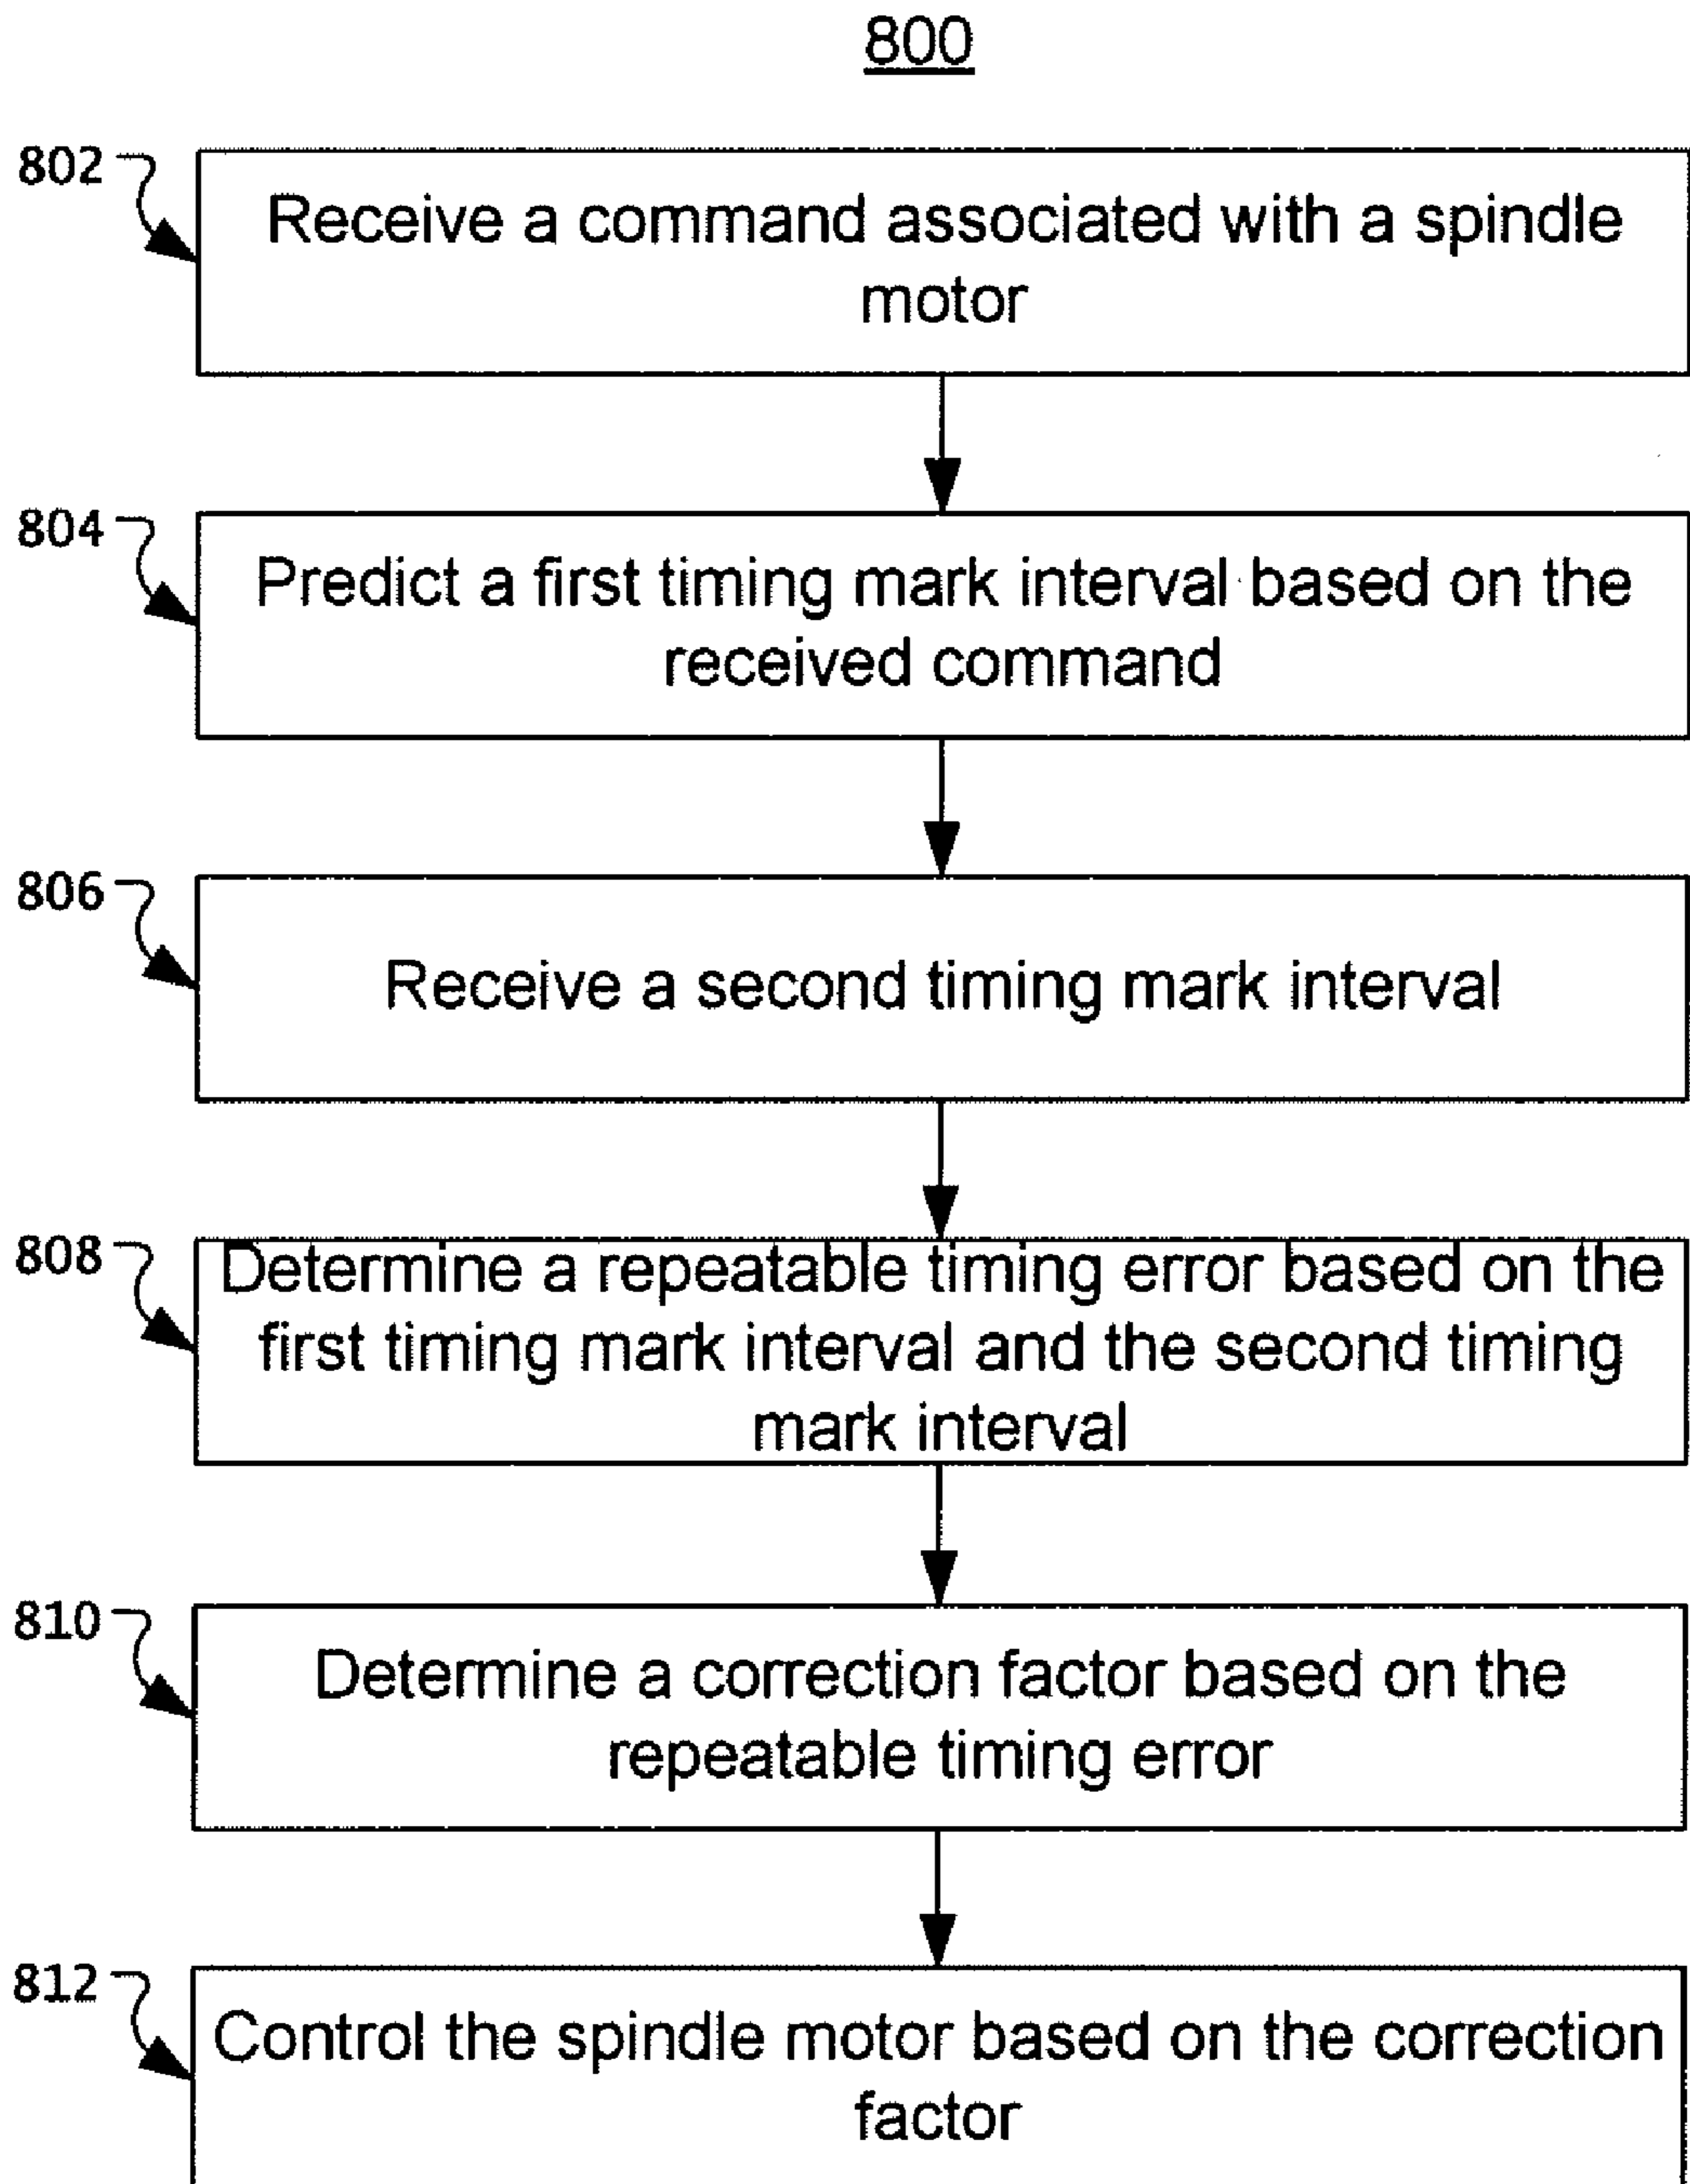 800
802
Receive a command associated with a spindle
motor
804
Predict a first timing mark interval based on the
received command
806
Receive a second timing mark interval
808
Determine a repeatable timing error based on the
first timing mark interval and the second timing
mark interval
810
Determine a correction factor based on the
repeatable timing error
812
Control the spindle motor based on the correction
factor